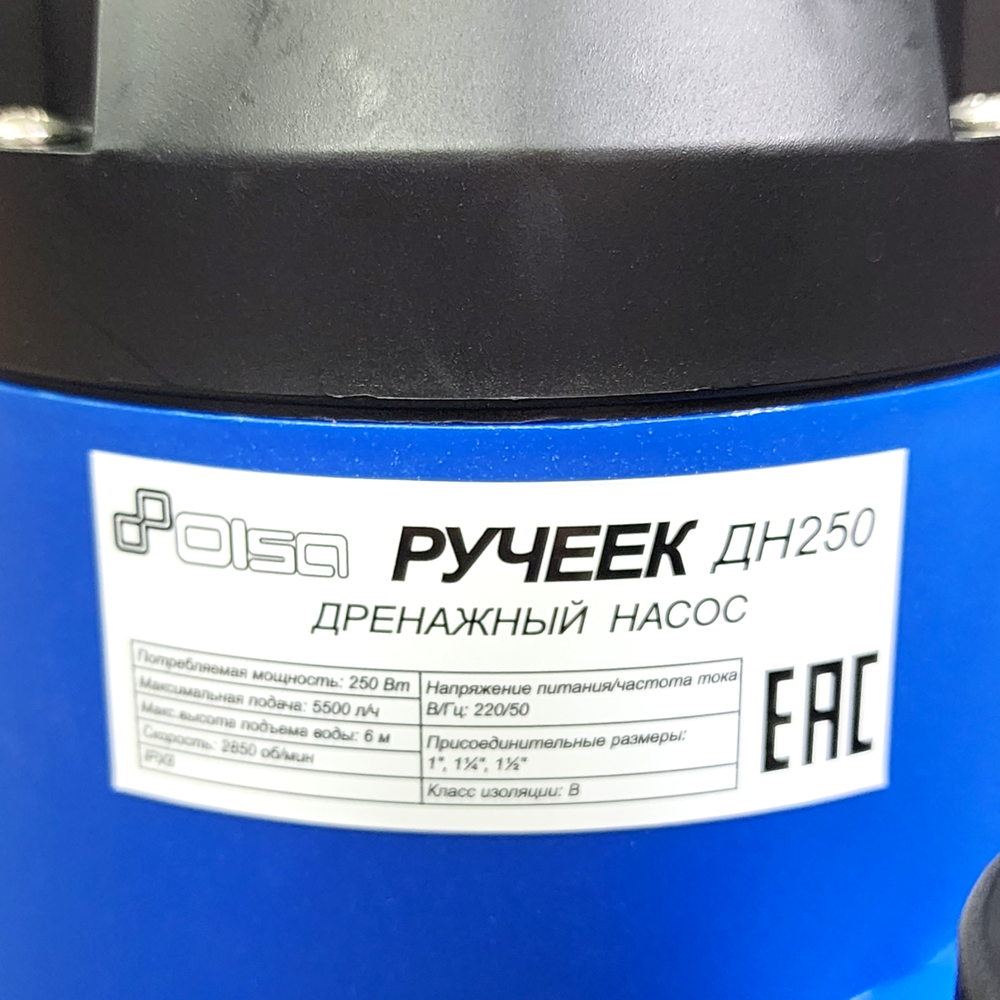 Olsa РУЧЕЕК ДН250
ДРЕНАЖНЫЙ НАСОС
Потребляемая мощность: 250 Вт
Максимальная подача: 5500 л/ч
Макс. высота подъема воды: 6 м
Скорость: 2850 об/мин
Напряжение питания/частота тока
В/Гц: 220/50
Присоединительные размеры:
1", 1¼", 1½"
Класс изоляции: В
EAC